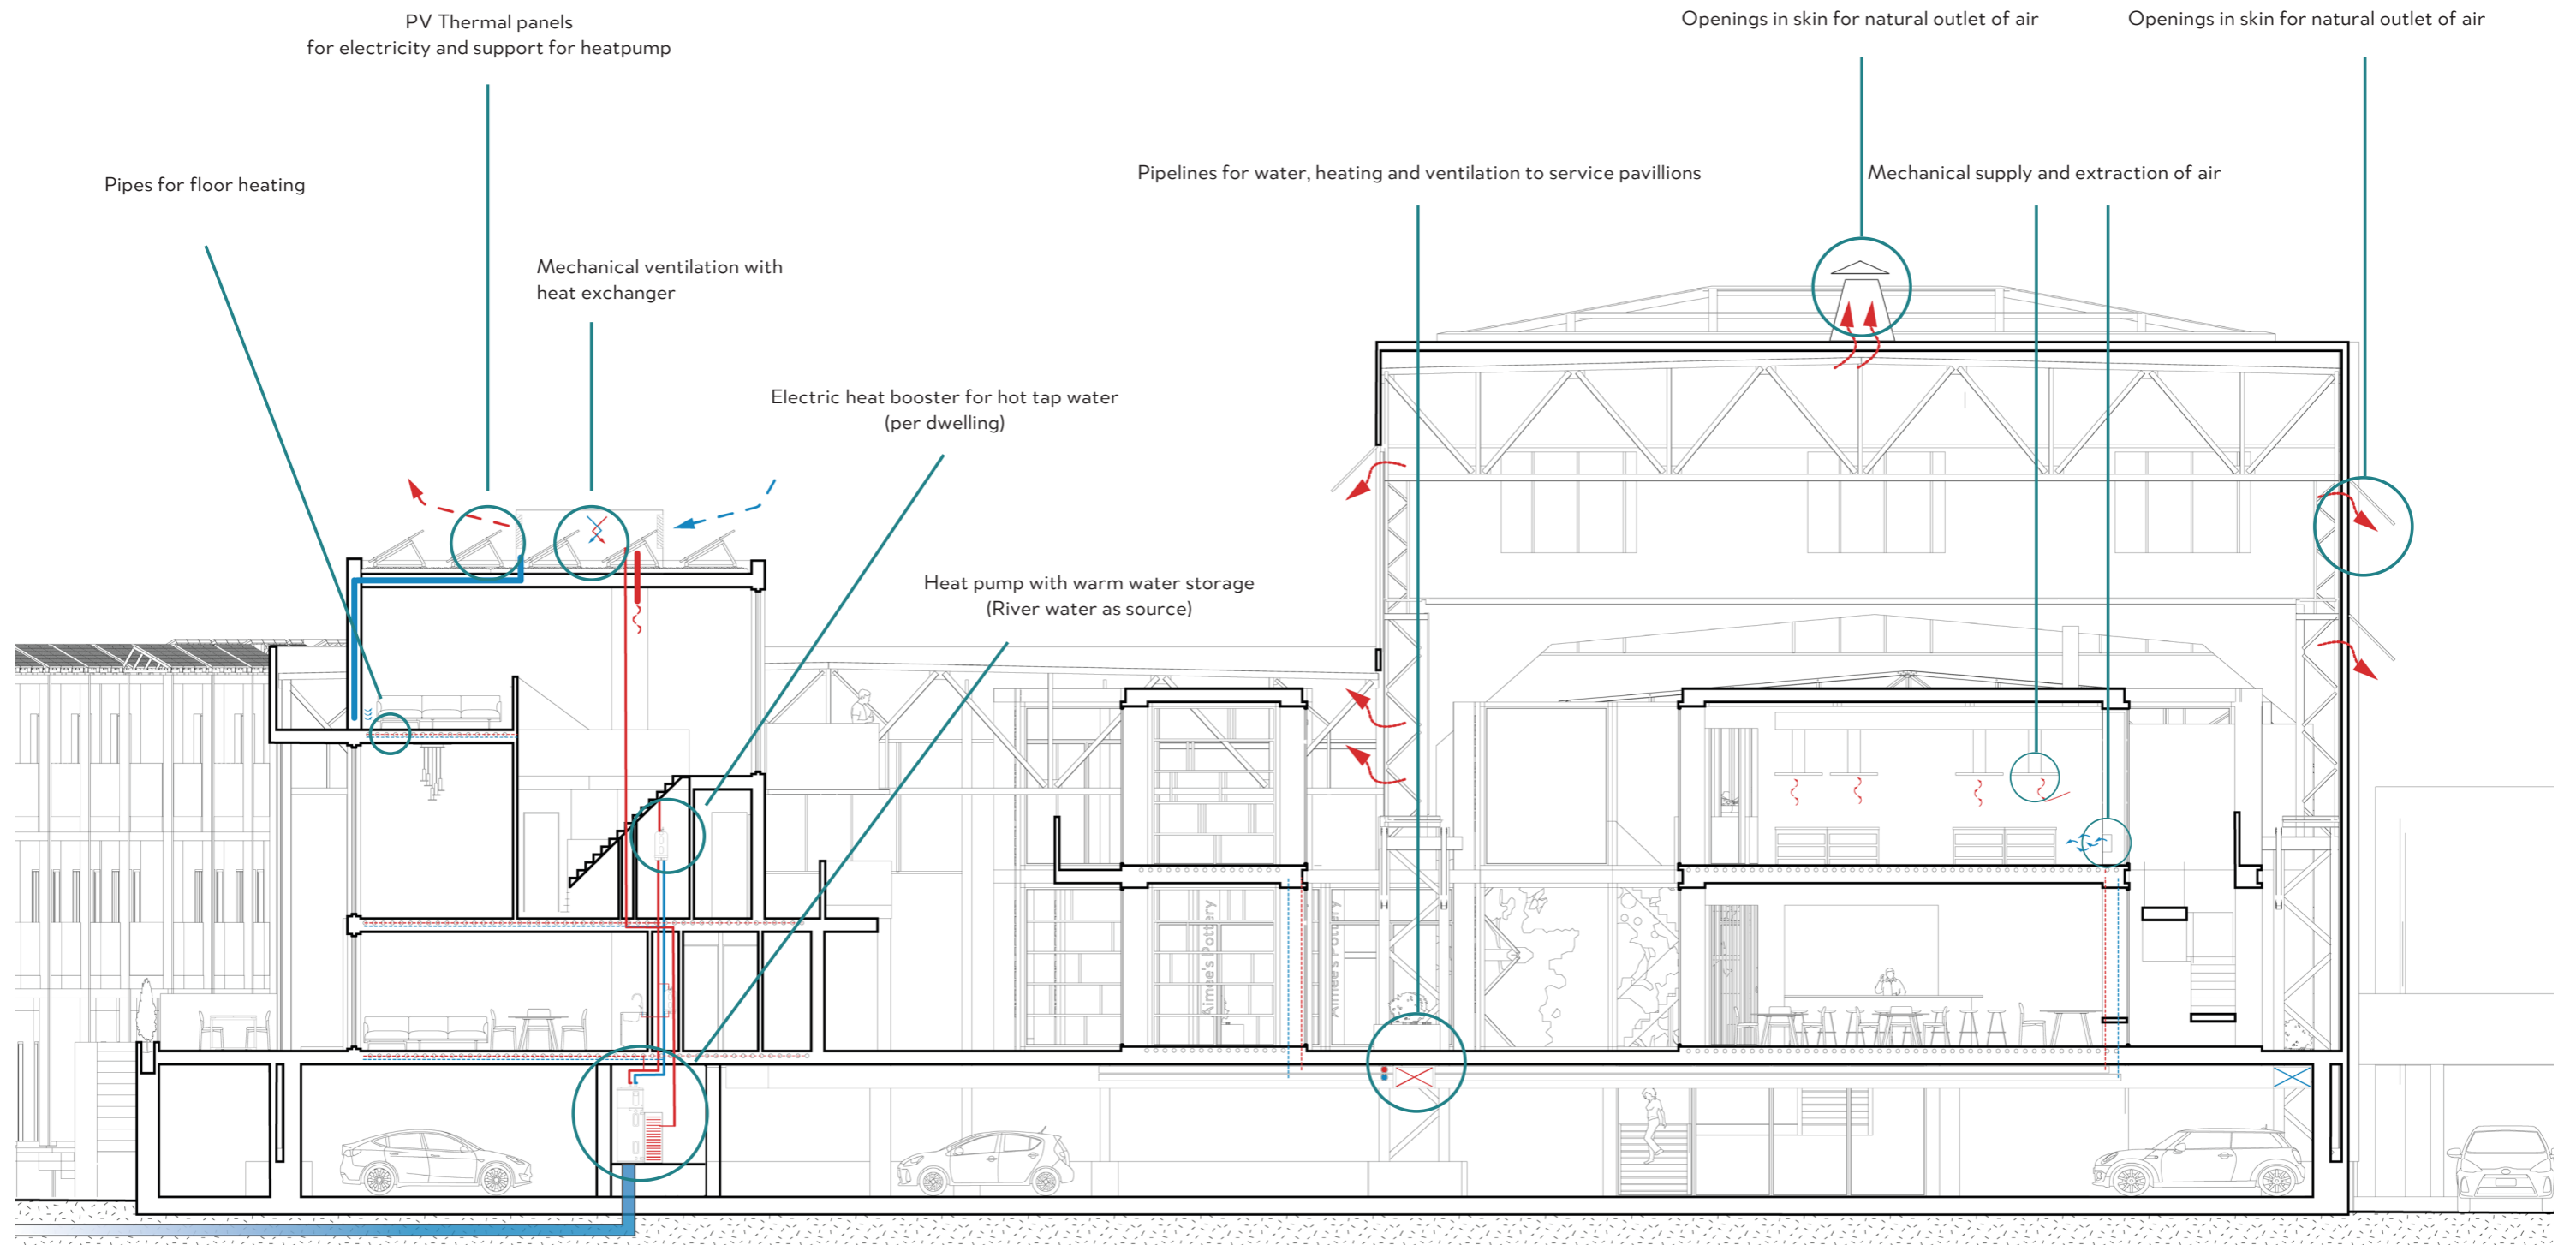 PV Thermal panels
for electricity and support for heatpump
Openings in skin for natural outlet of air
Openings in skin for natural outlet of air
Pipes for floor heating
Pipelines for water, heating and ventilation to service pavillions
Mechanical supply and extraction of air
Mechanical ventilation with
heat exchanger
Electric heat booster for hot tap water
(per dwelling)
Heat pump with warm water storage
(River water as source)
Aimee's Pottery
Aimee's Pottery